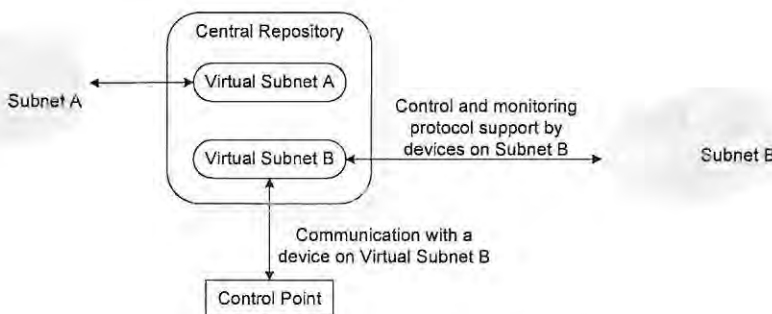 Central Repository
Virtual Subnet A
Subnet A
Control and monitoring
protocol support by
devices on Subnet B
Virtual Subnet B
Subnet B
Communication with a
device on Virtual Subnet B
Control Point